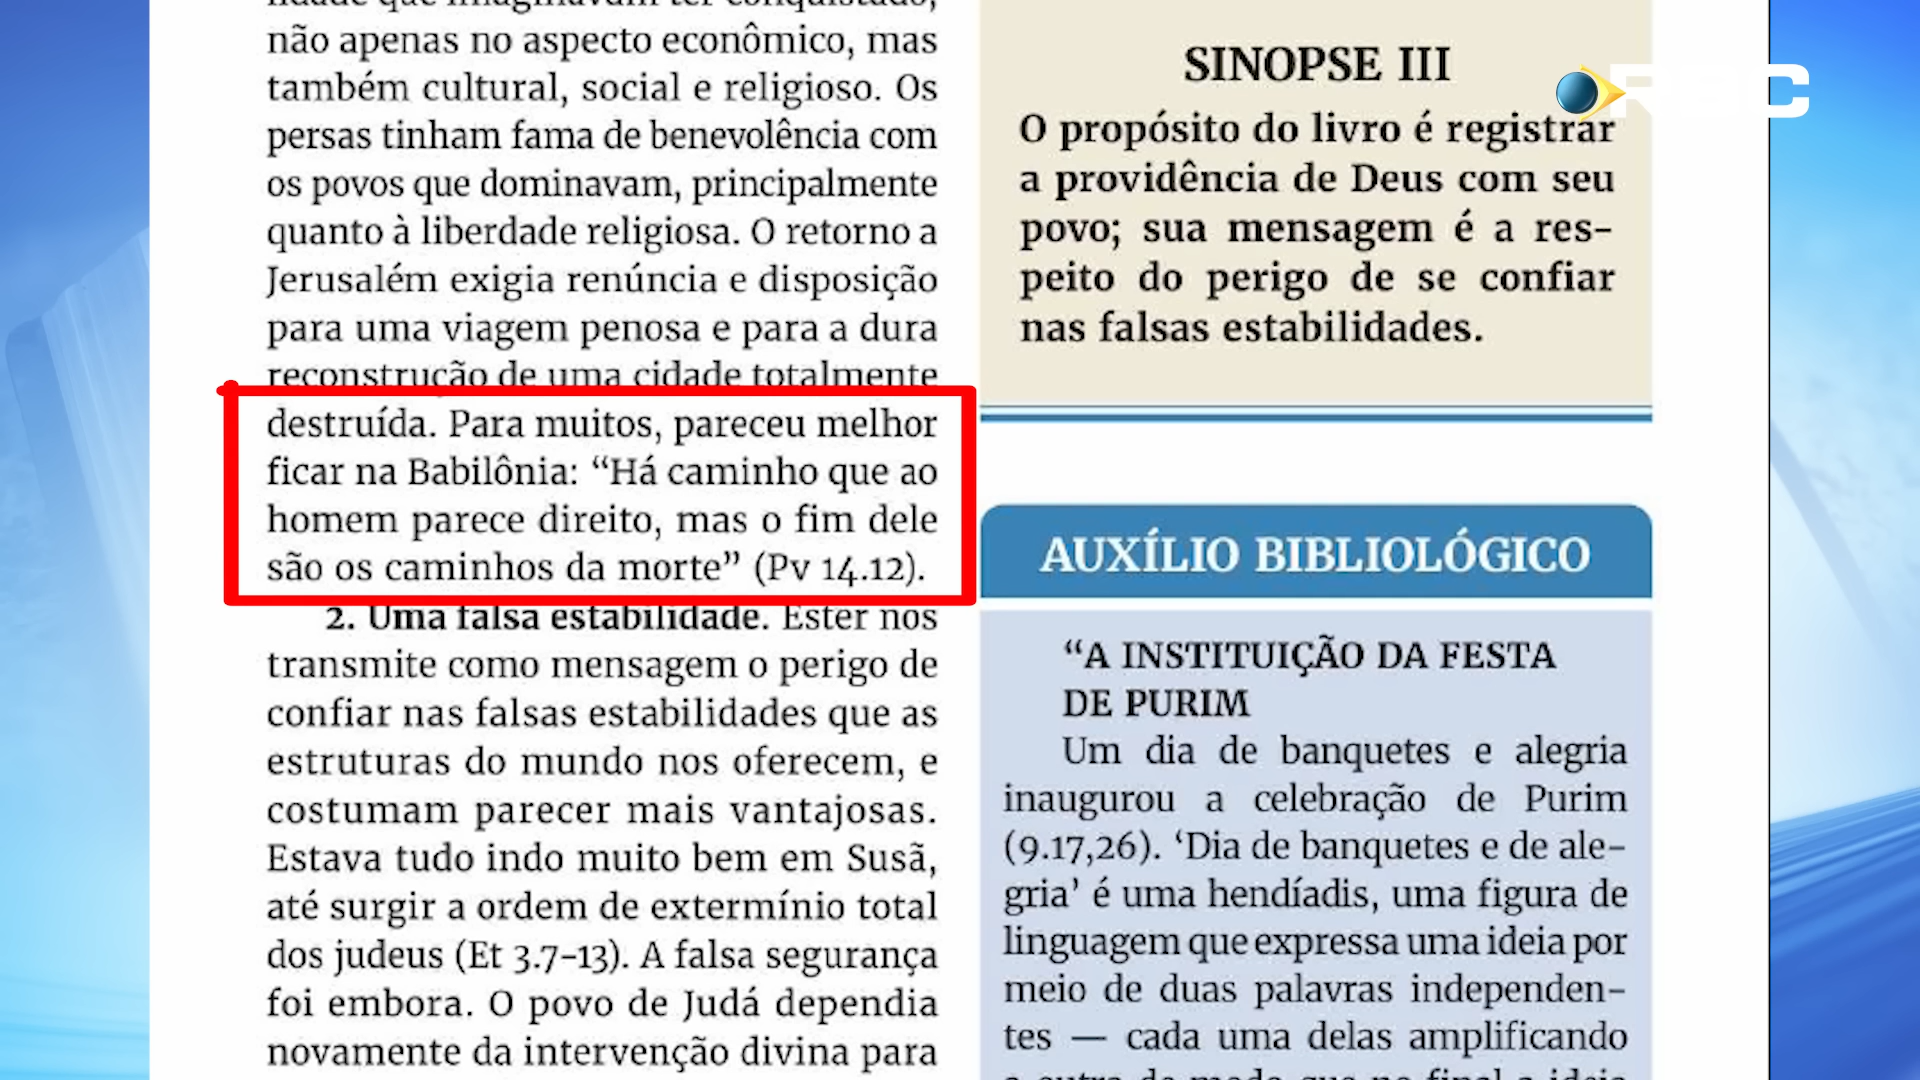 não apenas no aspecto econômico, mas
também cultural, social e religioso. Os
persas tinham fama de benevolência com
os povos que dominavam, principalmente
quanto à liberdade religiosa. O retorno a
Jerusalém exigia renúncia e disposição
para uma viagem penosa e para a dura
reconstrução de uma cidade totalmente
destruída. Para muitos, pareceu melhor
ficar na Babilônia: “Há caminho que ao
homem parece direito, mas o fim dele
são os caminhos da morte” (Pv 14.12).
2. Uma falsa estabilidade. Ester nos
transmite como mensagem o perigo de
confiar nas falsas estabilidades que as
estruturas do mundo nos oferecem, e
costumam parecer mais vantajosas.
Estava tudo indo muito bem em Susã,
até surgir a ordem de extermínio total
dos judeus (Et 3.7–13). A falsa segurança
foi embora. O povo de Judá dependia
novamente da intervenção divina para
SINOPSE III
O propósito do livro é registrar
a providência de Deus com seu
povo; sua mensagem é a res-
peito do perigo de se confiar
nas falsas estabilidades.
AUXÍLIO BIBLIOLÓGICO
“A INSTITUIÇÃO DA FESTA
DE PURIM
Um dia de banquetes e alegria
inaugurou a celebração de Purim
(9.17,26). ‘Dia de banquetes e de ale-
gria’ é uma hendíadis, uma figura de
linguagem que expressa uma ideia por
meio de duas palavras independen-
tes — cada uma delas amplificando